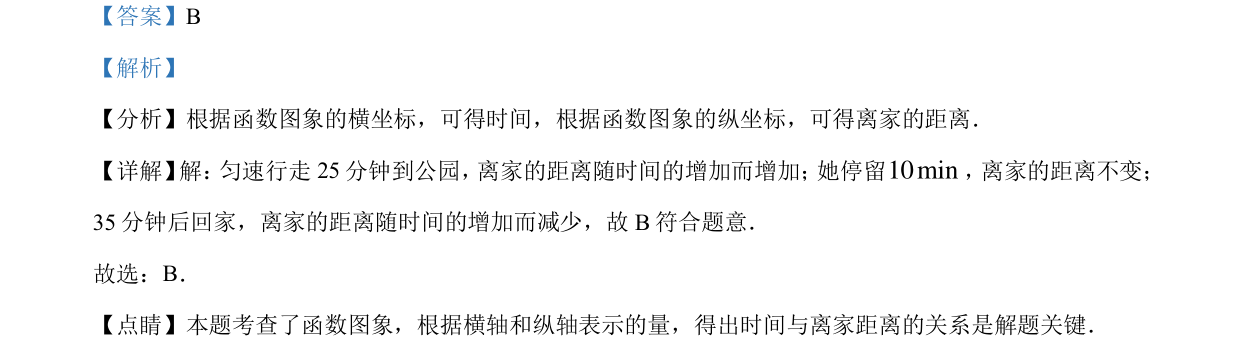 【答案】B
【解析】
【分析】根据函数图象的横坐标，可得时间，根据函数图象的纵坐标，可得离家的距离．
【详解】解：匀速行走 25 分钟到公园，离家的距离随时间的增加而增加；她停留10min，离家的距离不变；
35 分钟后回家，离家的距离随时间的增加而减少，故 B 符合题意．
故选：B．
【点睛】本题考查了函数图象，根据横轴和纵轴表示的量，得出时间与离家距离的关系是解题关键．